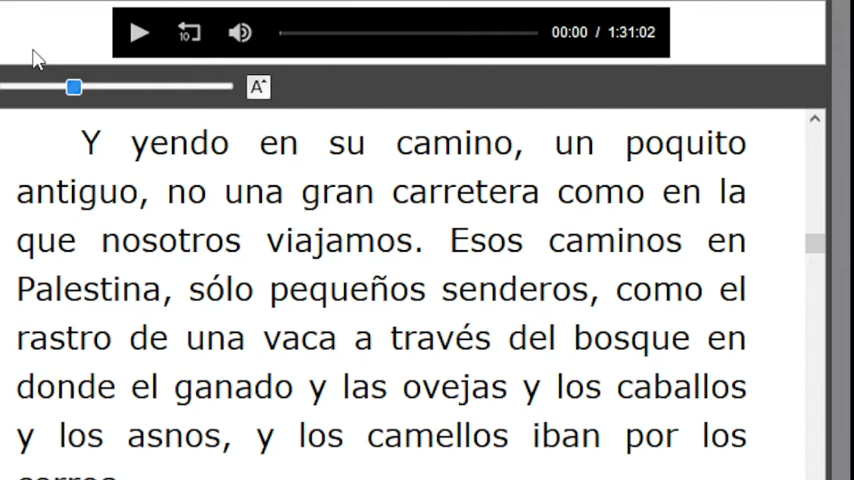 10
00:00 / 1:31:02
A
Y yendo en su camino, un poquito
antiguo, no una gran carretera como en la
que nosotros viajamos. Esos caminos en
Palestina, sólo pequeños senderos, como el
rastro de una vaca a través del bosque en
donde el ganado y las ovejas y los caballos
y los asnos, y los camellos iban por los